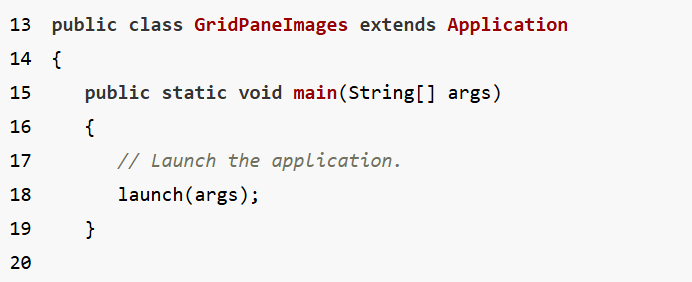 13 public class GridPaneImages extends Application
14 {
15    public static void main(String[] args)
16    {
17       // Launch the application.
18       launch(args);
19    }
20